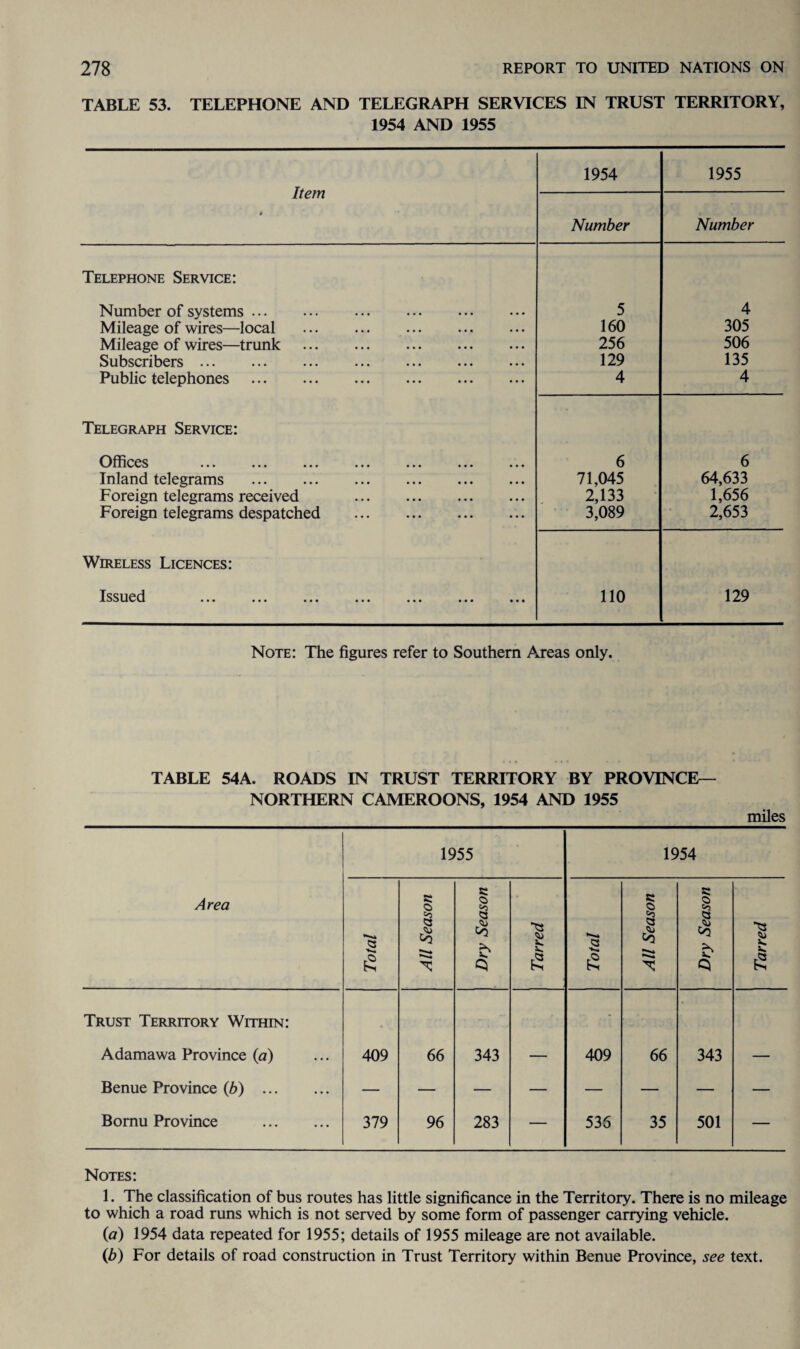 278 REPORT TO UNITED NATIONS ON
TABLE 53. TELEPHONE AND TELEGRAPH SERVICES IN TRUST TERRITORY,
1954 AND 1955
Item 1954 1955
Number Number
TELEPHONE SERVICE:
Number of systems ... ... ... ... ... ... 5 4
Mileage of wires—local ... ... ... ... ... 160 305
Mileage of wires—trunk ... ... ... ... ... 256 506
Subscribers ... ... ... ... ... ... ... 129 135
Public telephones ... ... ... ... ... ... 4 4
TELEGRAPH SERVICE:
Offices ... ... ... ... ... ... ... 6 6
Inland telegrams ... ... ... ... ... ... 71,045 64,633
Foreign telegrams received ... ... ... ... 2,133 1,656
Foreign telegrams despatched ... ... ... ... 3,089 2,653
WIRELESS LICENCES:
Issued ... ... ... ... ... ... ... 110 129
NOTE: The figures refer to Southern Areas only.
TABLE 54A. ROADS IN TRUST TERRITORY BY PROVINCE—
NORTHERN CAMEROONS, 1954 AND 1955
miles
Area 1955 1954
Total All Season Dry Season Tarred Total All Season Dry Season Tarred
TRUST TERRITORY WITHIN:
Adamawa Province (a) ... 409 66 343 — 409 66 343 —
Benue Province (b) ... ... — — — — — — — —
Bornu Province ... ... 379 96 283 — 536 35 501 —
NOTES:
1. The classification of bus routes has little significance in the Territory. There is no mileage
to which a road runs which is not served by some form of passenger carrying vehicle.
(a) 1954 data repeated for 1955; details of 1955 mileage are not available.
(b) For details of road construction in Trust Territory within Benue Province, see text.